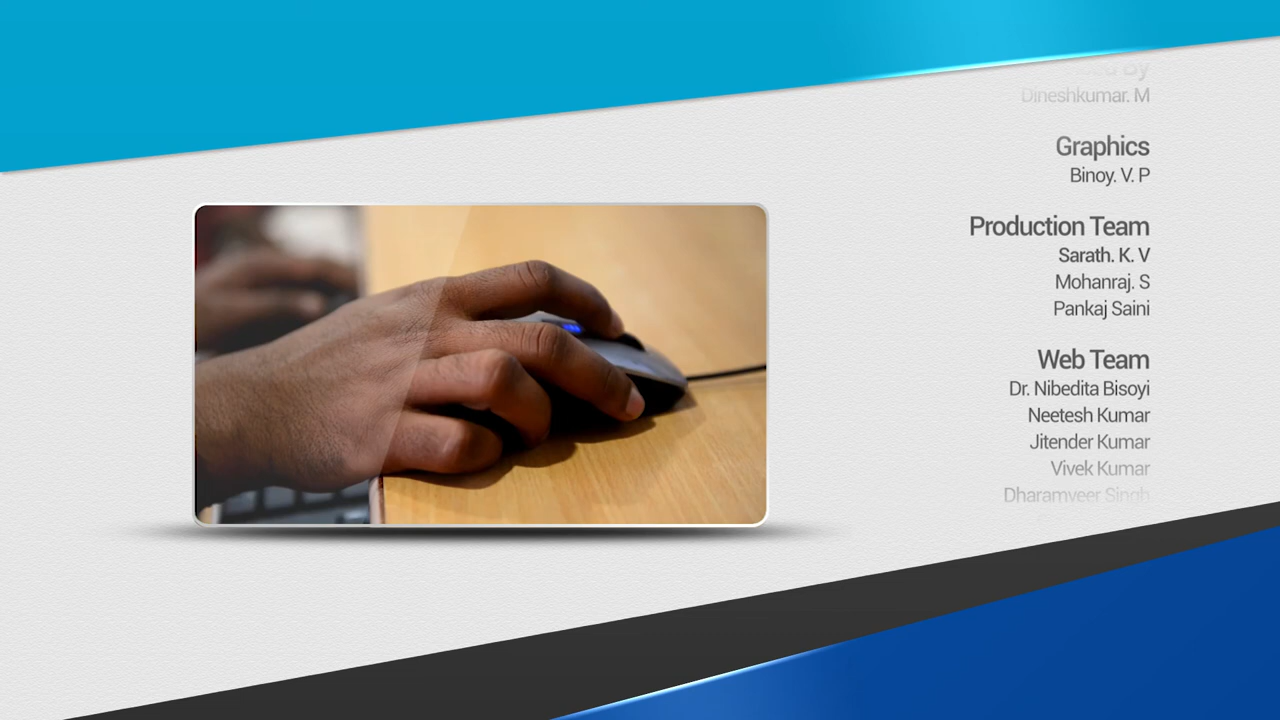 By
Dineshkumar. M
Graphics
Binoy. V. P
Production Team
Sarath. K. V
Mohanraj. S
Pankaj Saini
Web Team
Dr. Nibedita Bisoyi
Neetesh Kumar
Jitender Kumar
Vivek Kumar
Dharamveer Singh